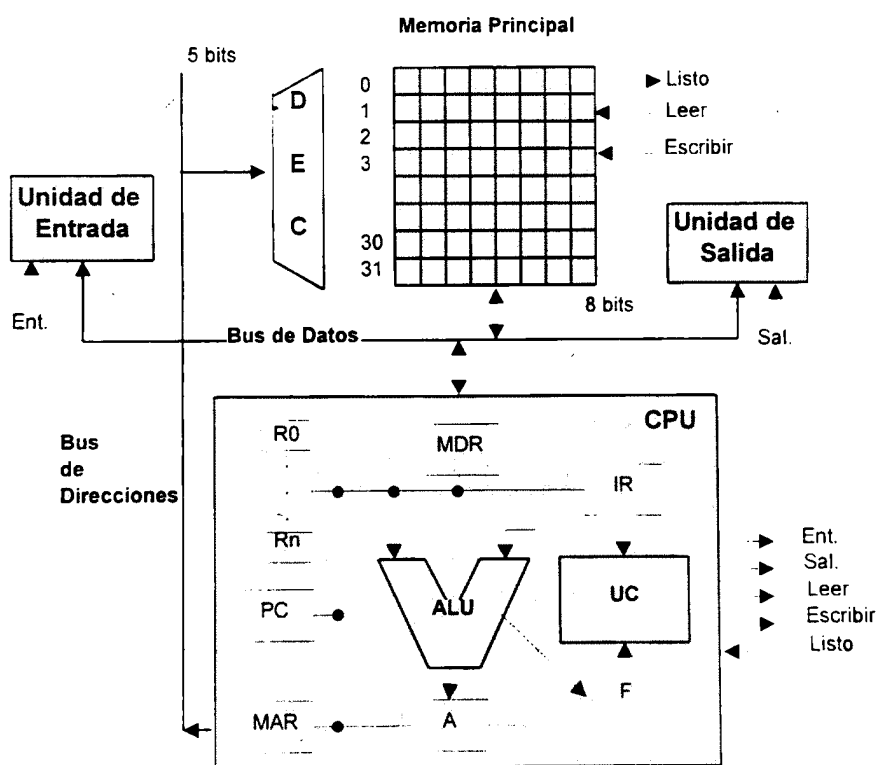 Memoria Principal
5 bits
D
E
C
0
1
2
3
30
31
Listo
Leer
Escribir
Unidad de
Entrada
Unidad de
Salida
8 bits
Ent.
Bus de Datos
Sal.
CPU
R0
MDR
Bus
de
Direcciones
IR
Rn
Ent.
Sal.
Leer
Escribir
Listo
PC
ALU
UC
MAR
A
F